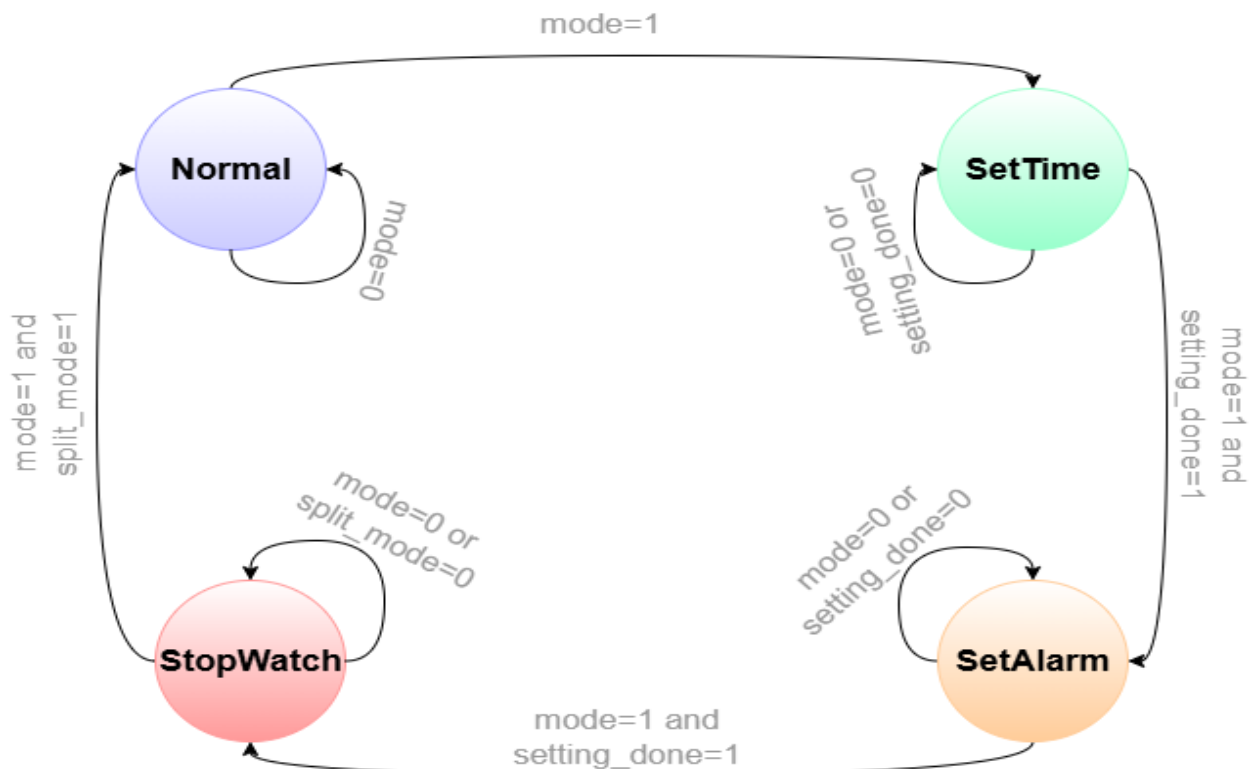 mode=1
Normal
SetTime
mode=0
mode=0 or
setting_done=0
mode=1 and
split_mode=1
mode=1 and
setting_done=1
mode=0 or
split_mode=0
mode=0 or
setting_done=0
StopWatch
SetAlarm
mode=1 and
setting_done=1